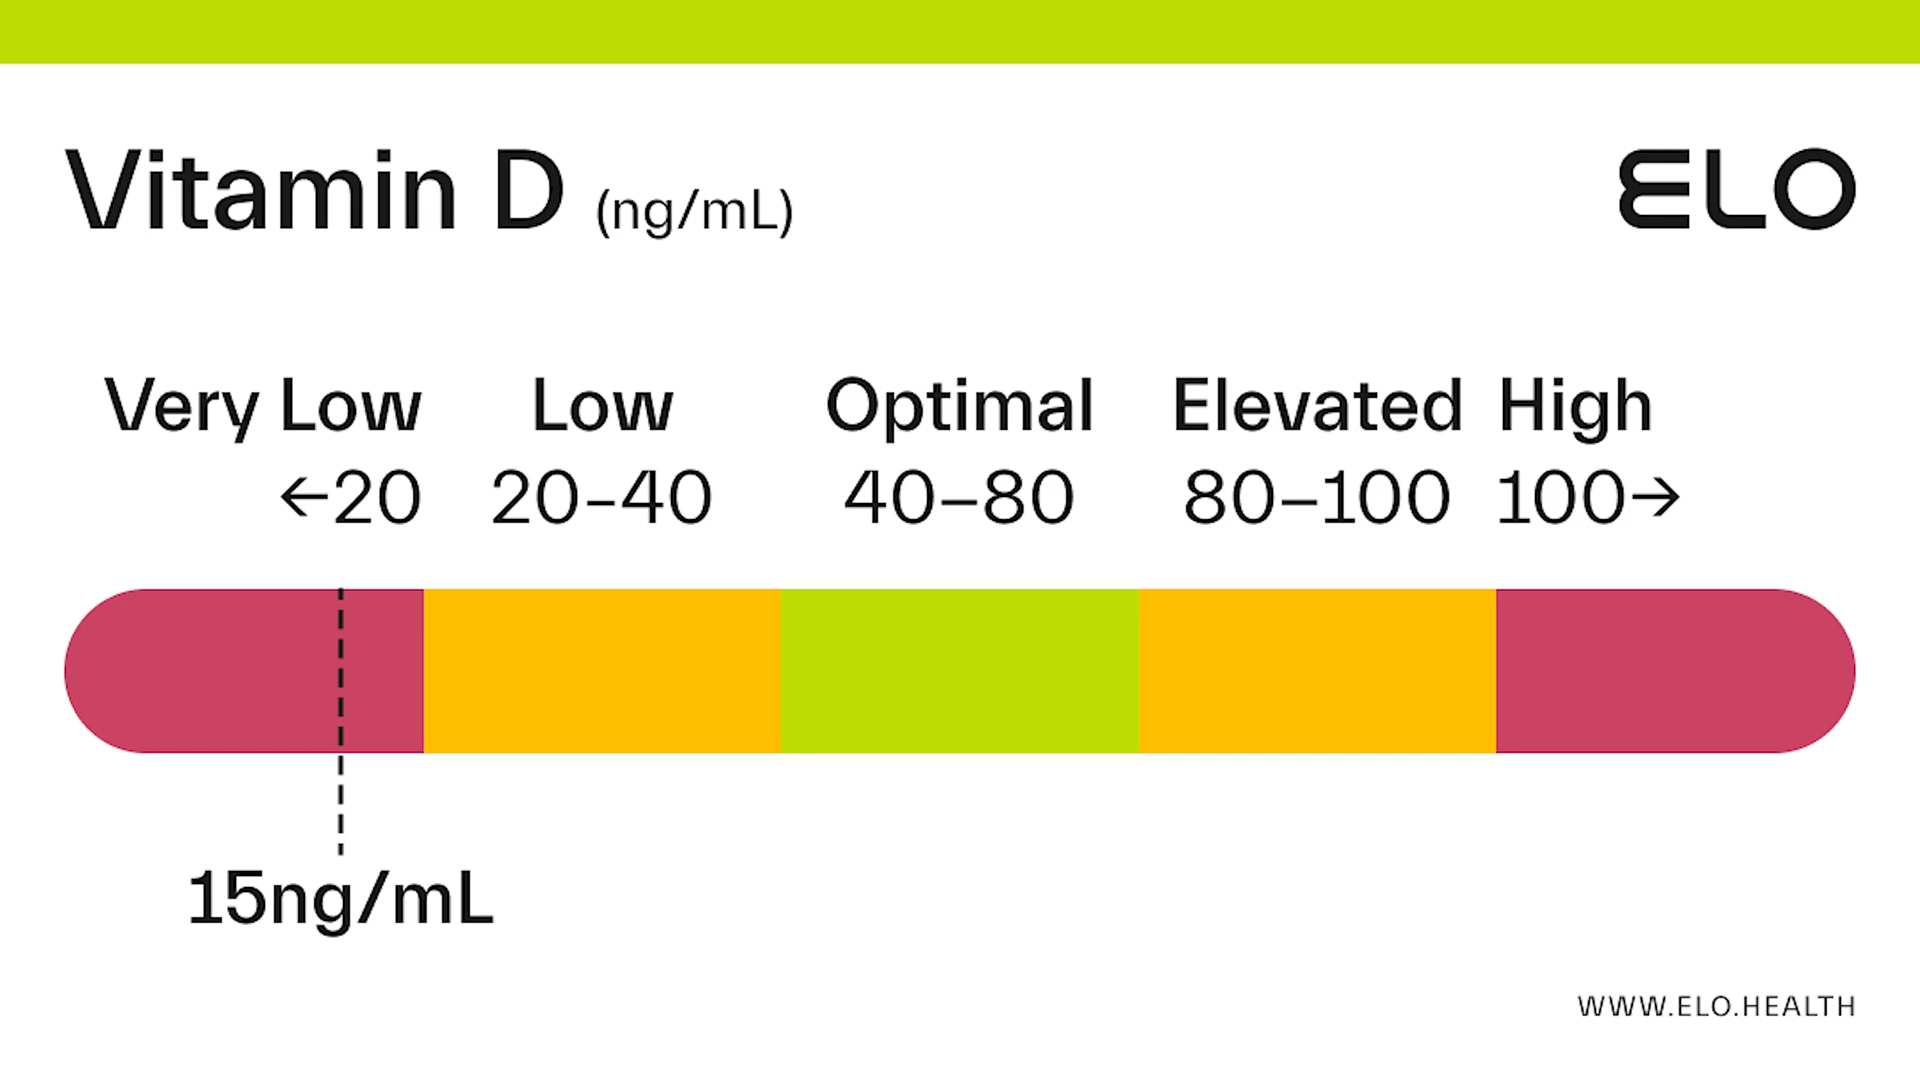 Vitamin D (ng/mL)
ELO
Very Low Low Optimal Elevated High
←20 20–40 40–80 80–100 100→
15ng/mL
WWW.ELO.HEALTH